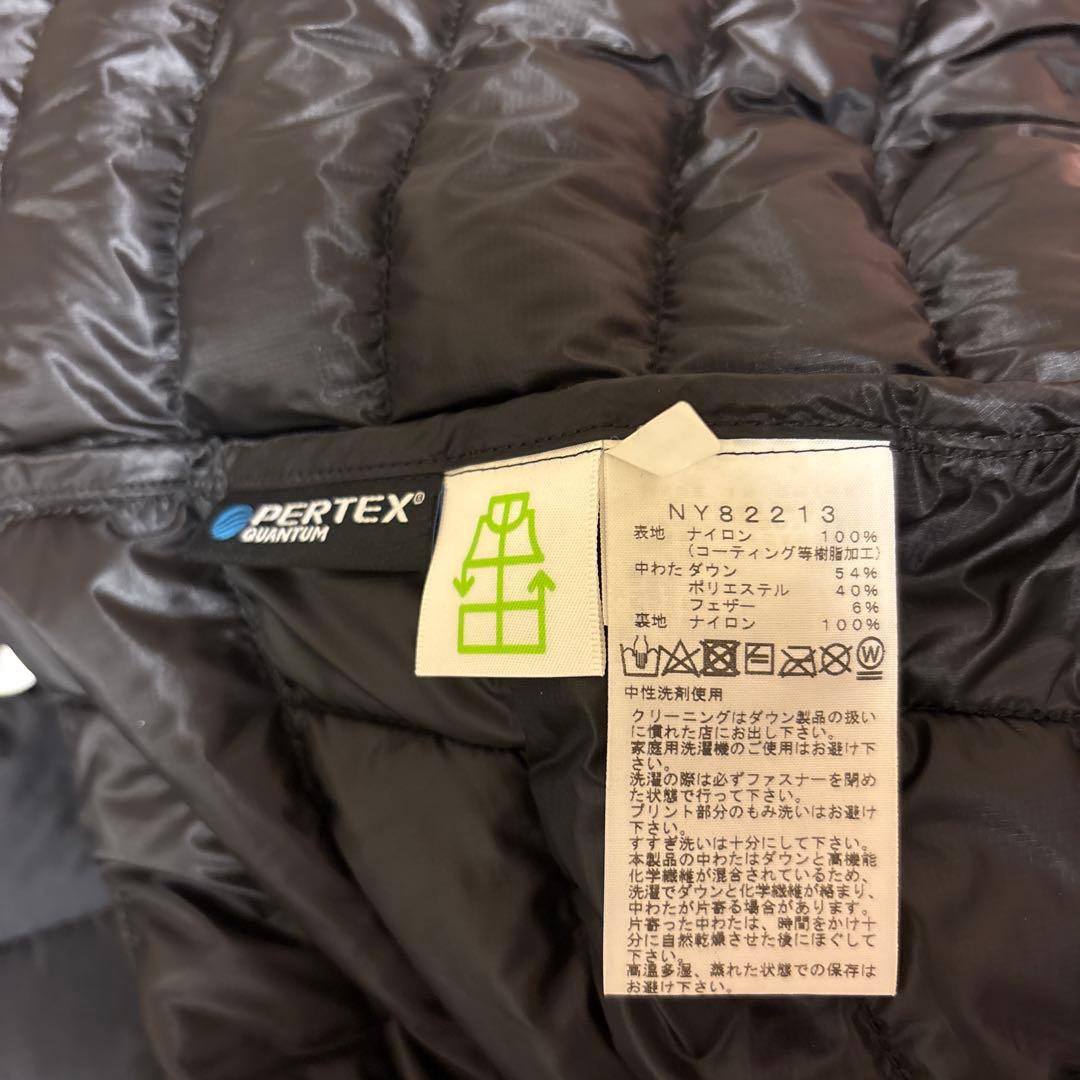 PERTEX®
QUANTUM
NY82213
表地 ナイロン 100%
(コーティング等樹脂加工)
中わた ダウン 54%
ポリエステル 40%
フェザー 6%
裏地 ナイロン 100%
W
中性洗剤使用
クリーニングはダウン製品の扱い
に慣れた店にお出し下さい。
家庭用洗濯機のご使用はお避け下
さい。
洗濯の際は必ずファスナーを閉め
た状態で行って下さい。
プリント部分のもみ洗いはお避け
下さい。
すすぎ洗いは十分にして下さい。
本製品の中わたはダウンと高機能
化学繊維が混合されているため、
洗濯でダウンと化学繊維が絡まり、
中わたが片寄る場合があります。
片寄った中わたは、時間をかけ十
分に自然乾燥させた後にほぐして
下さい。
高温多湿、蒸れた状態での保存は
お避け下さい。